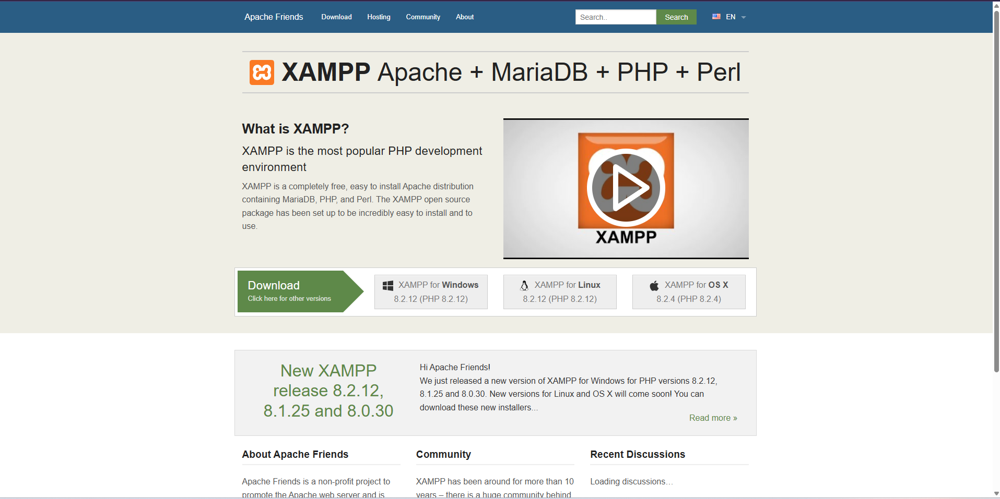 Apache Friends Download Hosting Community About Search.. Search EN
XAMPP Apache + MariaDB + PHP + Perl
What is XAMPP?
XAMPP is the most popular PHP development
environment
XAMPP is a completely free, easy to install Apache distribution
containing MariaDB, PHP, and Perl. The XAMPP open source
package has been set up to be incredibly easy to install and to
use.
XAMPP
Download
Click here for other versions
XAMPP for Windows
8.2.12 (PHP 8.2.12)
XAMPP for Linux
8.2.12 (PHP 8.2.12)
XAMPP for OS X
8.2.4 (PHP 8.2.4)
New XAMPP
release 8.2.12,
8.1.25 and 8.0.30
Hi Apache Friends!
We just released a new version of XAMPP for Windows for PHP versions 8.2.12,
8.1.25 and 8.0.30. New versions for Linux and OS X will come soon! You can
download these new installers...
Read more »
About Apache Friends
Apache Friends is a non-profit project to
promote the Apache web server and is
Community
XAMPP has been around for more than 10
years – there is a huge community behind
Recent Discussions
Loading discussions…